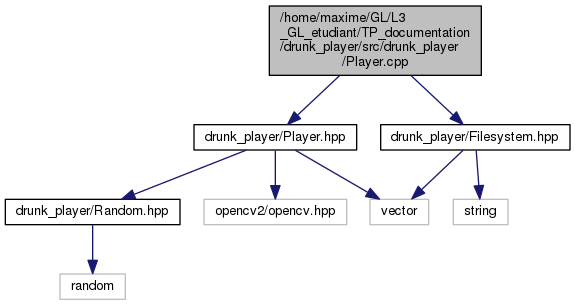 /home/maxime/GL/L3
_GL_etudiant/TP_documentation
/drunk_player/src/drunk_player
/Player.cpp
drunk_player/Player.hpp
drunk_player/Filesystem.hpp
drunk_player/Random.hpp
opencv2/opencv.hpp
vector
string
random